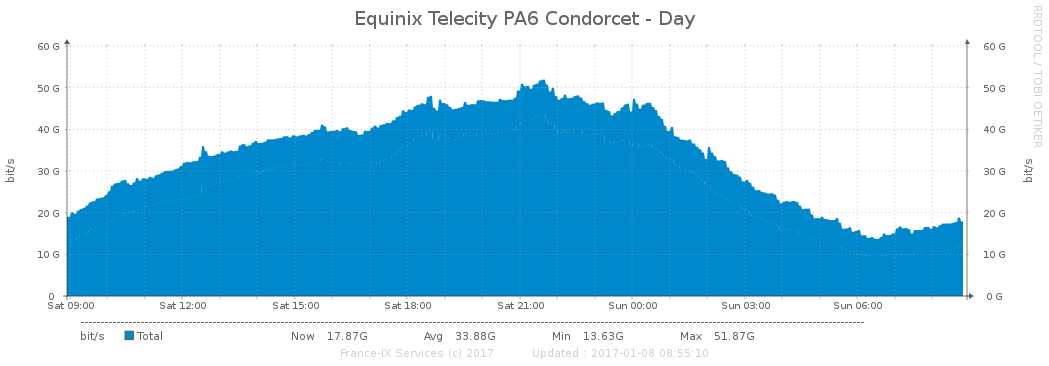 Equinix Telecity PA6 Condorcet - Day
RRDTOOL / TOBI OETIKER
60 G 60 G
50 G 50 G
40 G 40 G
30 G 30 G
20 G 20 G
10 G 10 G
0 0 G
bit/s
bit/s
Sat 09:00 Sat 12:00 Sat 15:00 Sat 18:00 Sat 21:00 Sun 00:00 Sun 03:00 Sun 06:00
bit/s Total Now 17.87G Avg 33.88G Min 13.63G Max 51.87G
France-IX Services (c) 2017 Updated : 2017-01-08 08:55:10